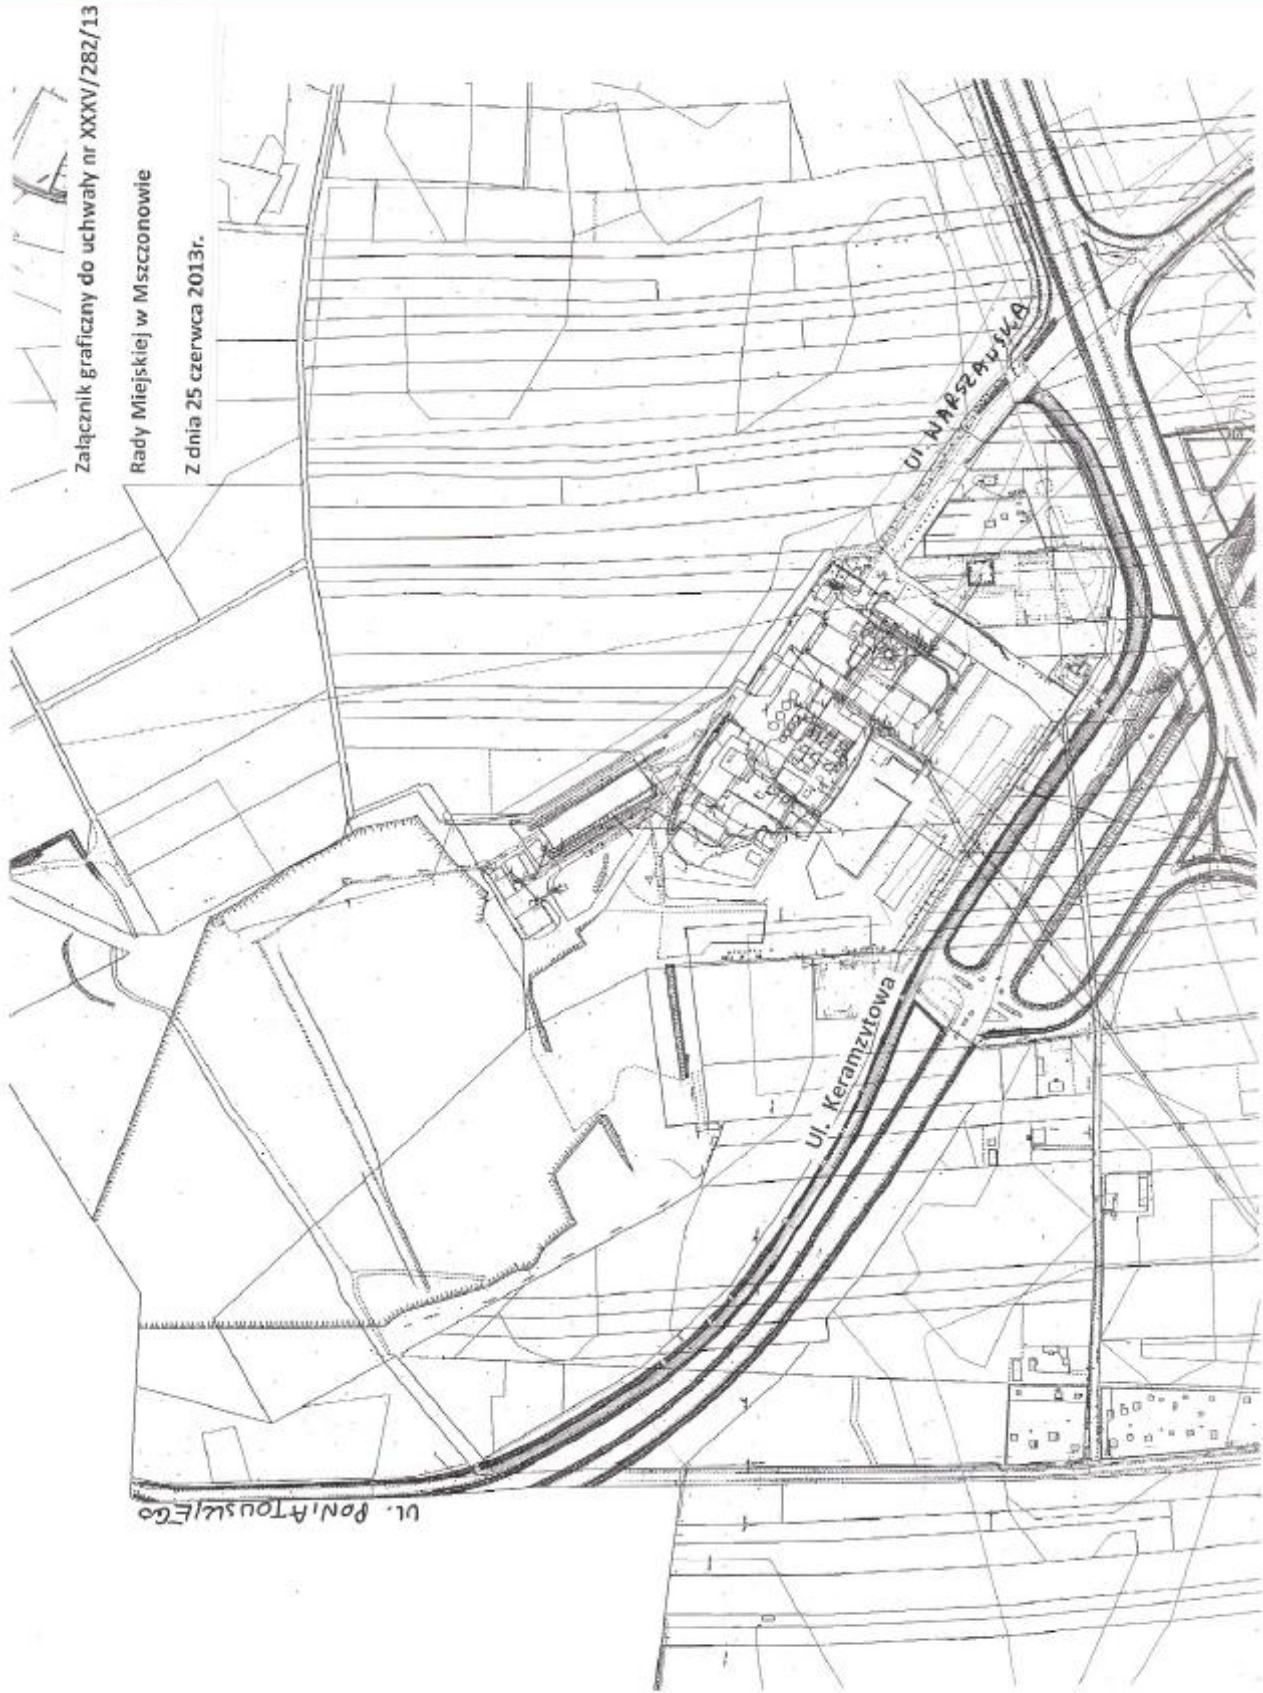 Załącznik graficzny do uchwały nr XXXV/282/13
Rady Miejskiej w Mszczonowie
Z dnia 25 czerwca 2013r.
Ul. WARSZAWSKA
Ul. Keramzytowa
Ul. PONIATOWSKIEGO